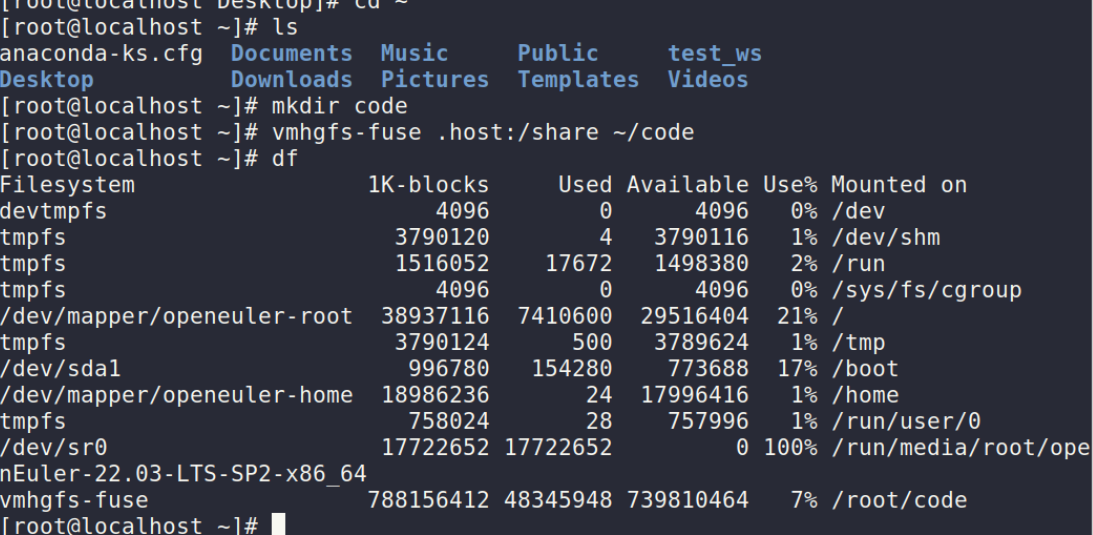 [root@localhost Desktop]# cd ~
[root@localhost ~]# ls
anaconda-ks.cfg  Documents  Music     Public     test_ws
Desktop          Downloads  Pictures  Templates  Videos
[root@localhost ~]# mkdir code
[root@localhost ~]# vmhgfs-fuse .host:/share ~/code
[root@localhost ~]# df
Filesystem                 1K-blocks     Used Available Use% Mounted on
devtmpfs                        4096        0      4096   0% /dev
tmpfs                        3790120        4   3790116   1% /dev/shm
tmpfs                        1516052    17672   1498380   2% /run
tmpfs                           4096        0      4096   0% /sys/fs/cgroup
/dev/mapper/openeuler-root  38937116  7410600  29516404  21% /
tmpfs                        3790124      500   3789624   1% /tmp
/dev/sda1                     996780   154280    773688  17% /boot
/dev/mapper/openeuler-home  18986236       24  17996416   1% /home
tmpfs                         758024       28    757996   1% /run/user/0
/dev/sr0                    17722652 17722652         0 100% /run/media/root/ope
nEuler-22.03-LTS-SP2-x86_64
vmhgfs-fuse                788156412 48345948 739810464   7% /root/code
[root@localhost ~]#